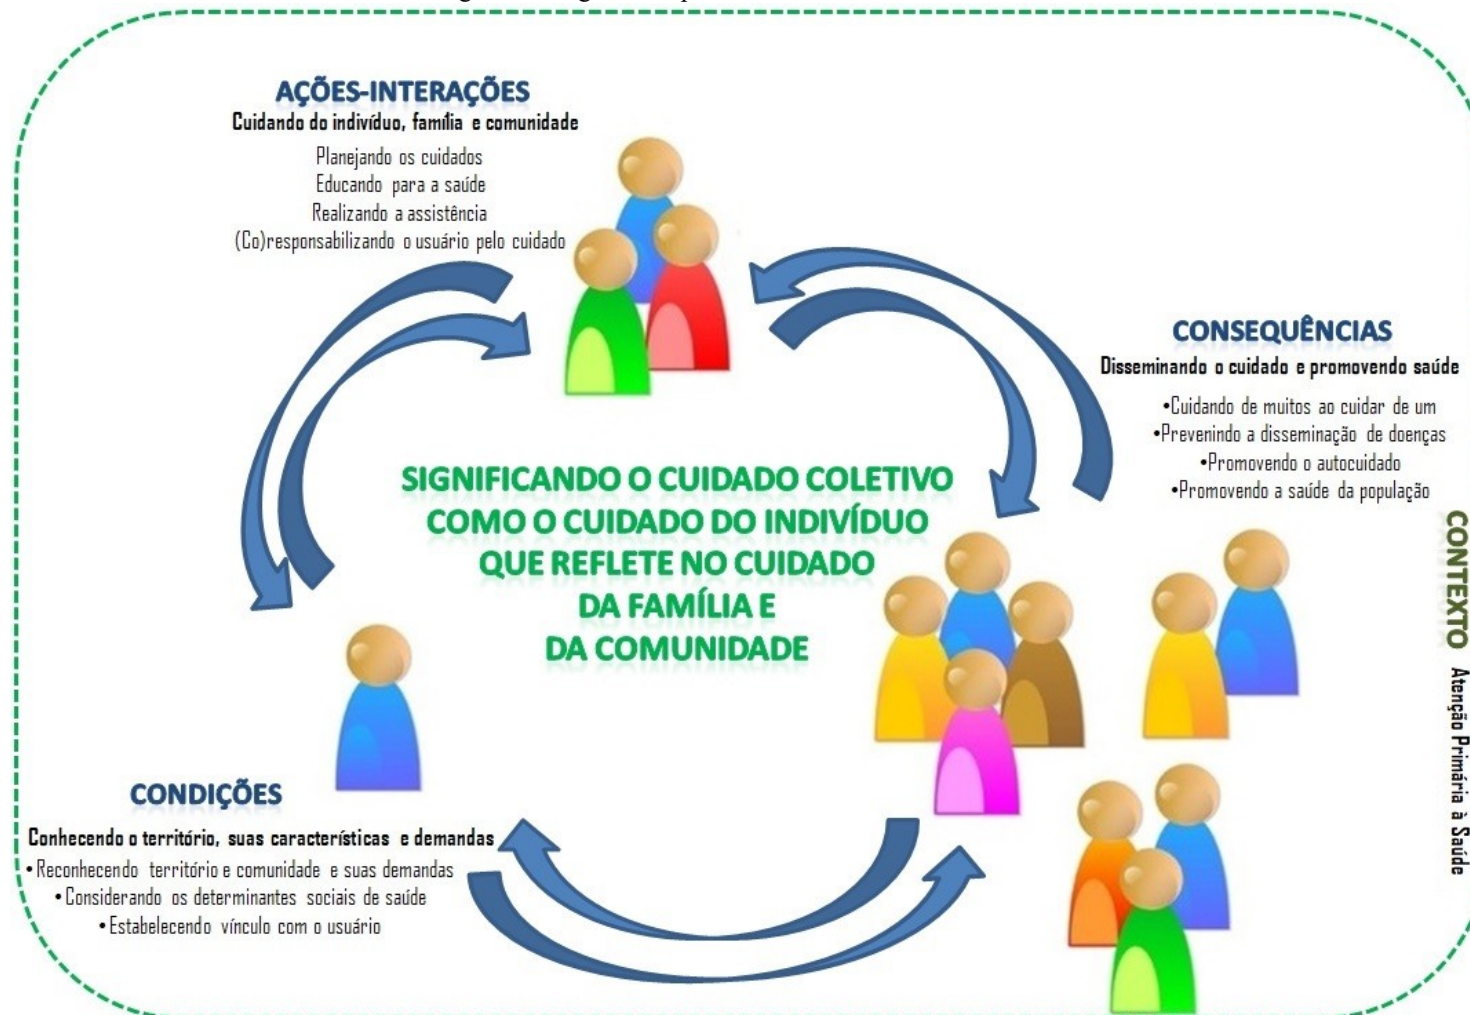 AÇÕES-INTERAÇÕES
Cuidando do indivíduo, família e comunidade
Planejando os cuidados
Educando para a saúde
Realizando a assistência
(Co)responsabilizando o usuário pelo cuidado
CONSEQUÊNCIAS
Disseminando o cuidado e promovendo saúde
•Cuidando de muitos ao cuidar de um
•Prevenindo a disseminação de doenças
•Promovendo o autocuidado
•Promovendo a saúde da população
SIGNIFICANDO O CUIDADO COLETIVO
COMO O CUIDADO DO INDIVÍDUO
QUE REFLETE NO CUIDADO
DA FAMÍLIA E
DA COMUNIDADE
CONTEXTO Atenção Primária à Saúde
CONDIÇÕES
Conhecendo o território, suas características e demandas
•Reconhecendo território e comunidade e suas demandas
•Considerando os determinantes sociais de saúde
•Estabelecendo vínculo com o usuário